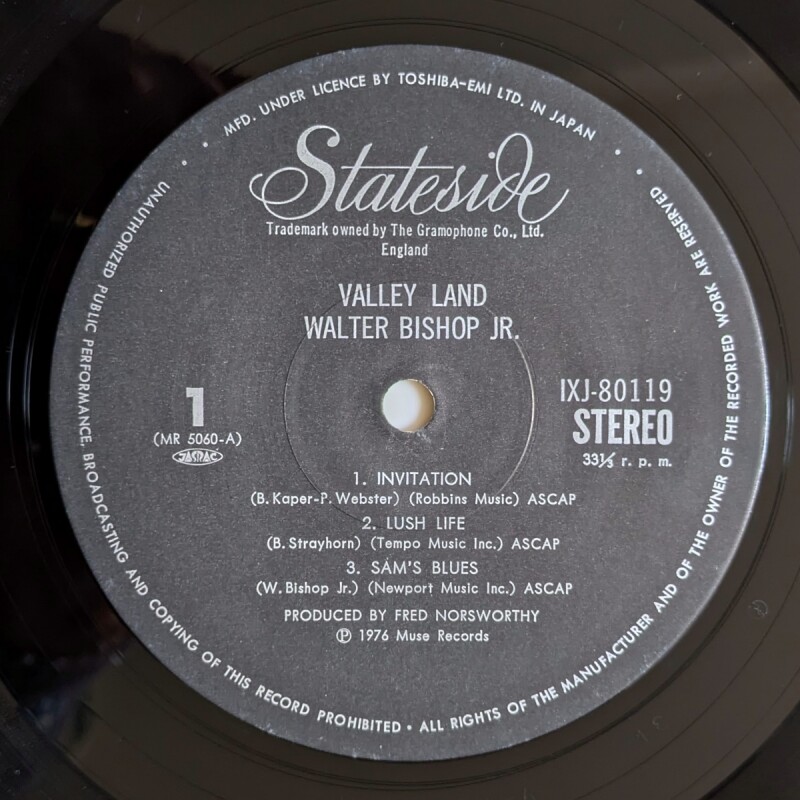 MFD. UNDER LICENCE BY TOSHIBA-EMI LTD. IN JAPAN
Stateside
Trademark owned by The Gramophone Co., Ltd.
England
VALLEY LAND
WALTER BISHOP JR.
1
(MR 5060-A)
JASRAC
IXJ-80119
STEREO
33⅓ r. p. m.
1. INVITATION
(B. Kaper-P. Webster) (Robbins Music) ASCAP
2. LUSH LIFE
(B. Strayhorn) (Tempo Music Inc.) ASCAP
3. SAM'S BLUES
(W. Bishop Jr.) (Newport Music Inc.) ASCAP
PRODUCED BY FRED NORSWORTHY
℗ 1976 Muse Records
UNAUTHORIZED PUBLIC PERFORMANCE, BROADCASTING AND COPYING OF THIS RECORD PROHIBITED • ALL RIGHTS OF THE MANUFACTURER AND OF THE OWNER OF THE RECORDED WORK ARE RESERVED